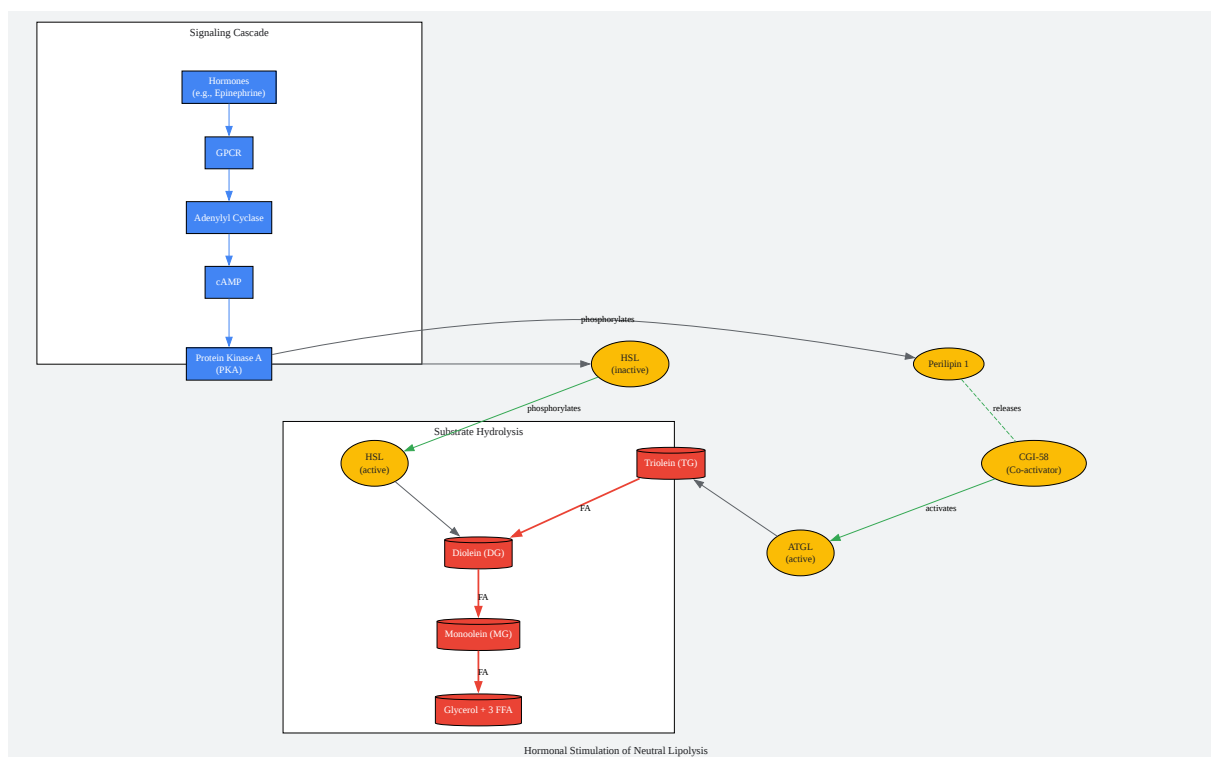 Signaling Cascade
Hormones
(e.g., Epinephrine)
GPCR
Adenylyl Cyclase
cAMP
Protein Kinase A
(PKA)
phosphorylates
HSL
(inactive)
Perilipin 1
phosphorylates
releases
Substrate Hydrolysis
HSL
(active)
Triolein (TG)
CGI-58
(Co-activator)
FA
activates
Diolein (DG)
ATGL
(active)
FA
Monoolein (MG)
FA
Glycerol + 3 FFA
Hormonal Stimulation of Neutral Lipolysis